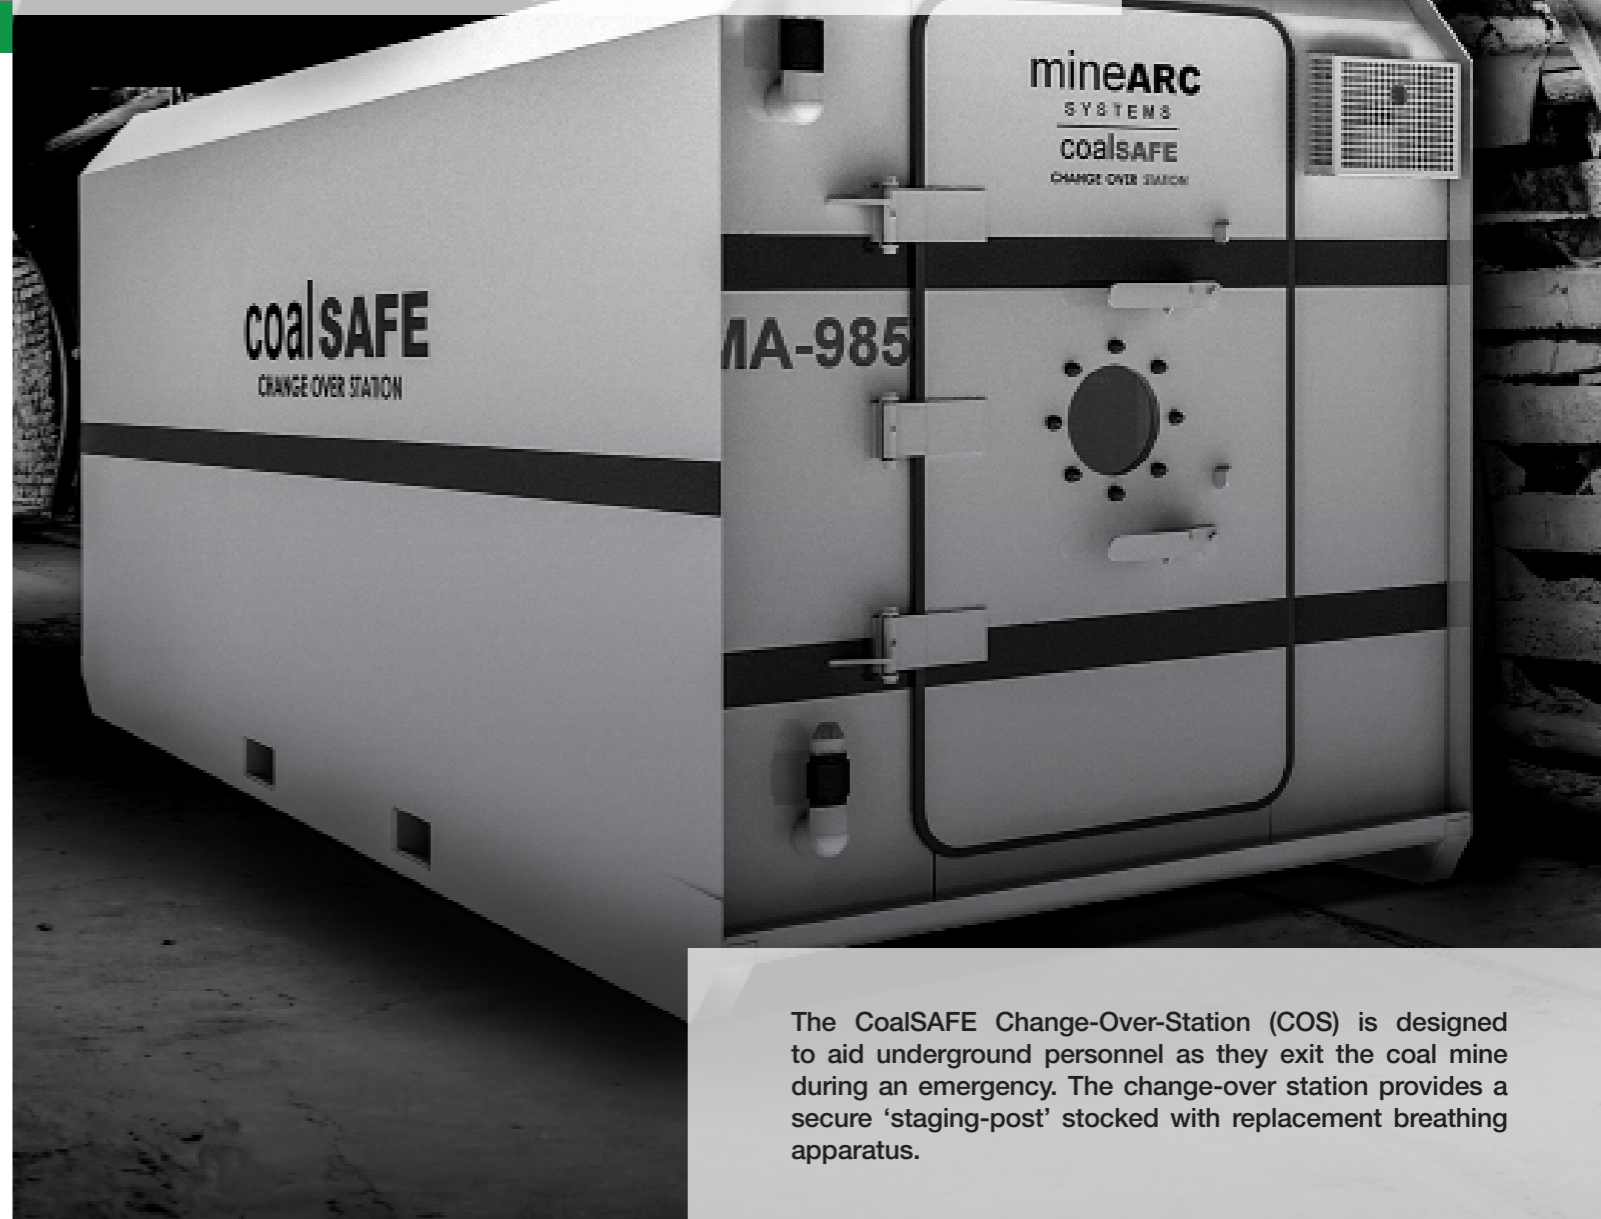 mineARC
SYSTEMS
coalSAFE
CHANGE OVER STATION
coalSAFE
CHANGE OVER STATION
MA-985
The CoalSAFE Change-Over-Station (COS) is designed
to aid underground personnel as they exit the coal mine
during an emergency. The change-over station provides a
secure ‘staging-post’ stocked with replacement breathing
apparatus.